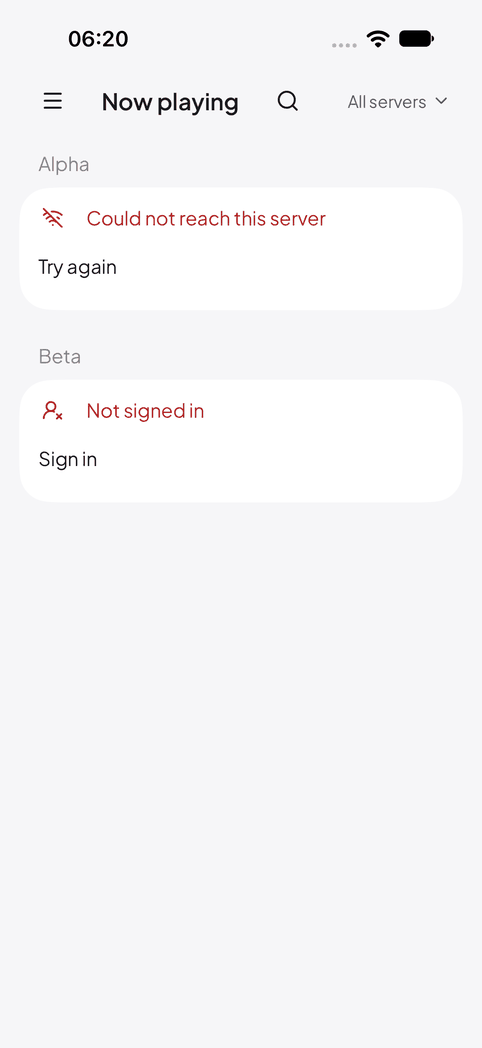 06:20
Now playing
All servers
Alpha
Could not reach this server
Try again
Beta
Not signed in
Sign in